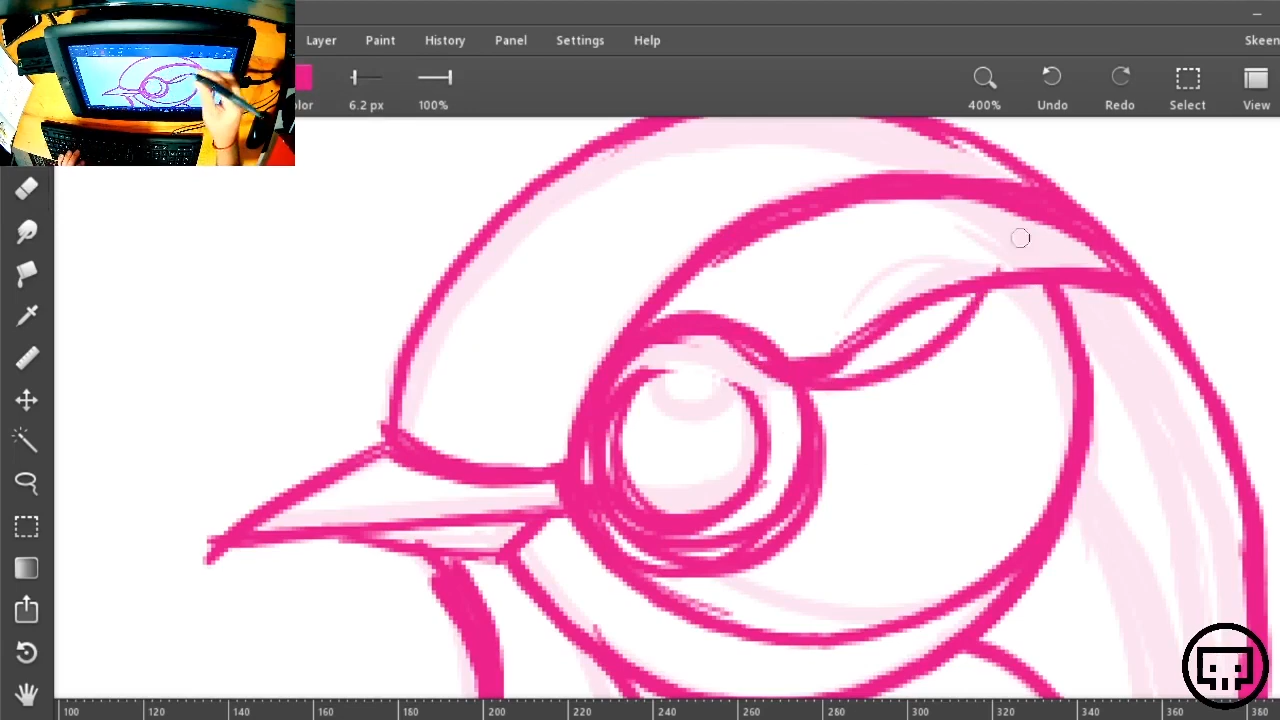 Layer Paint History Panel Settings Help Skeen
olor 6.2 px 100% 400% Undo Redo Select View
100 120 140 160 180 200 220 240 260 280 300 320 340 360 380